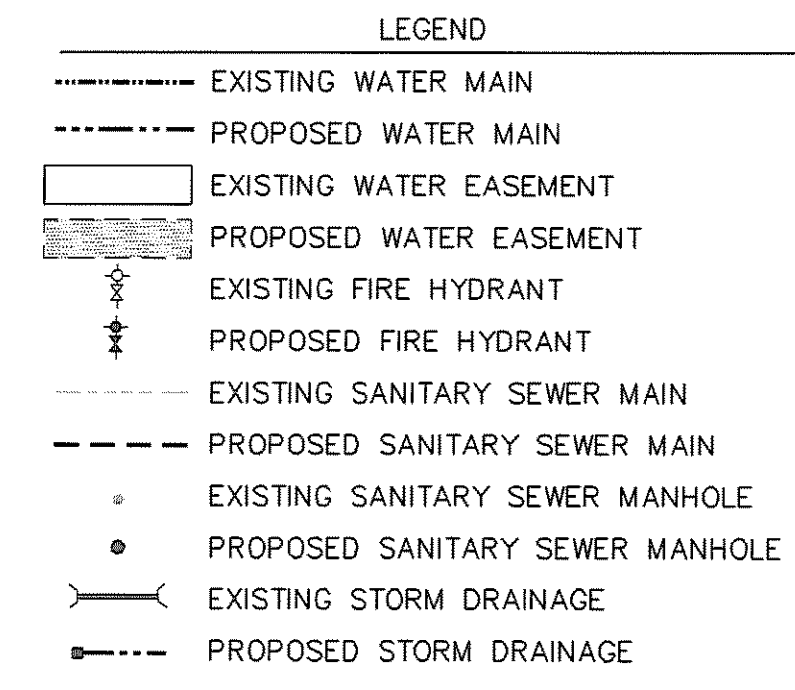 LEGEND
EXISTING WATER MAIN
PROPOSED WATER MAIN
EXISTING WATER EASEMENT
PROPOSED WATER EASEMENT
EXISTING FIRE HYDRANT
PROPOSED FIRE HYDRANT
EXISTING SANITARY SEWER MAIN
PROPOSED SANITARY SEWER MAIN
EXISTING SANITARY SEWER MANHOLE
PROPOSED SANITARY SEWER MANHOLE
EXISTING STORM DRAINAGE
PROPOSED STORM DRAINAGE